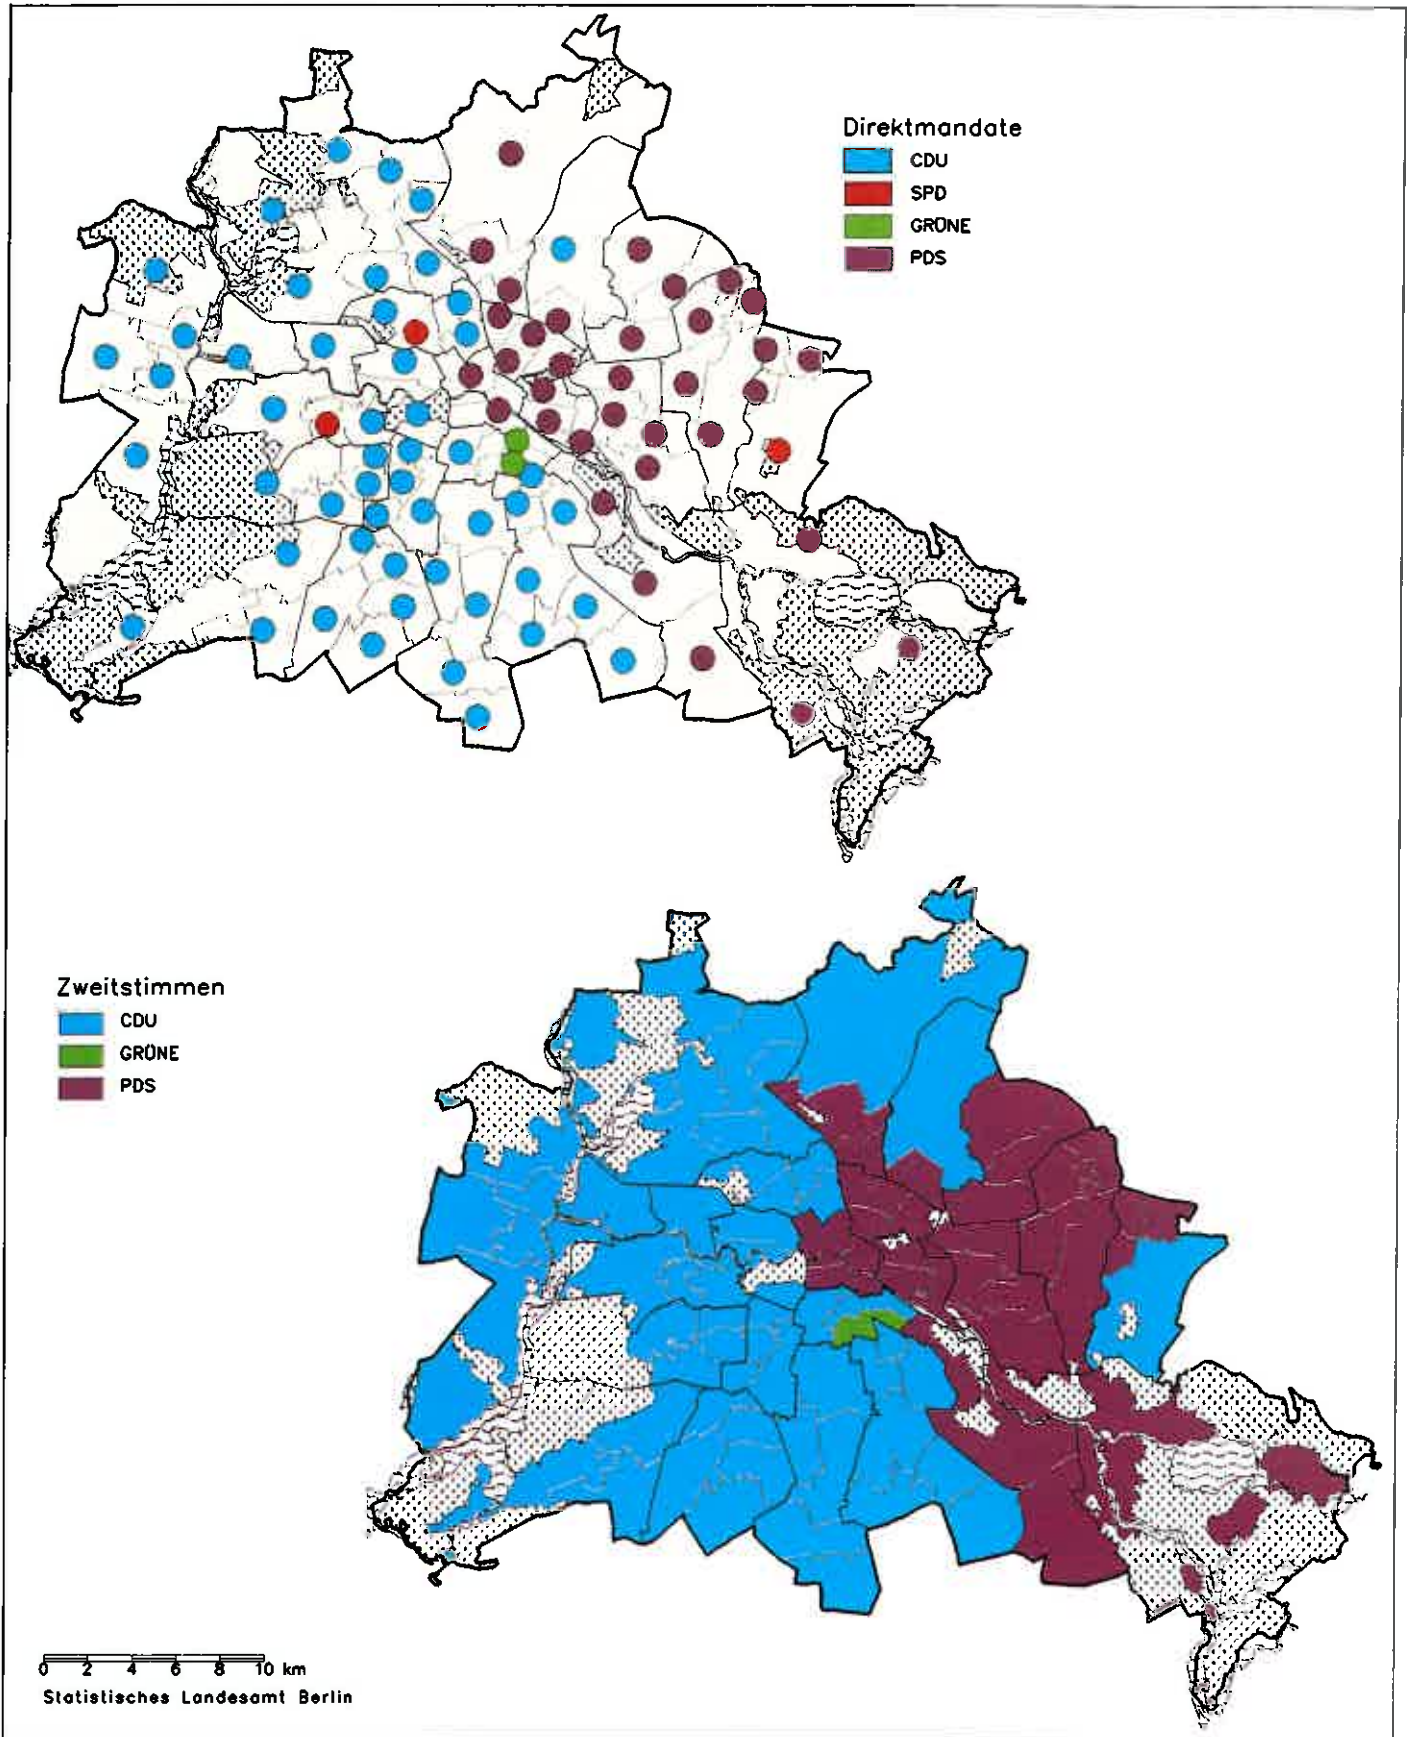 Direktmandate
CDU
SPD
GRÜNE
PDS
Zweitstimmen
CDU
GRÜNE
PDS
0 2 4 6 8 10 km
Statistisches Landesamt Berlin